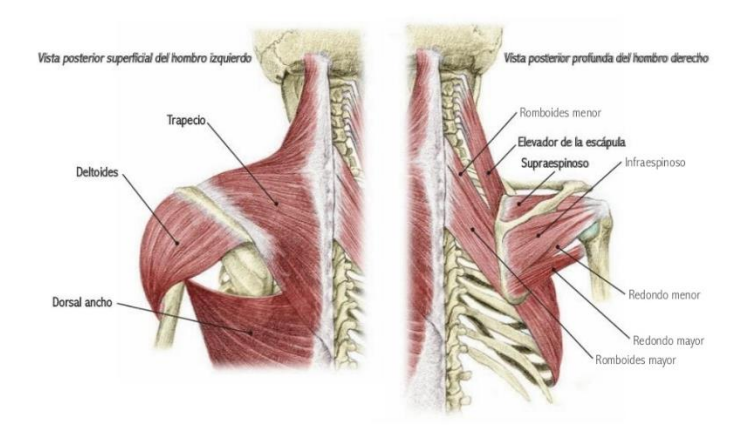 Vista posterior superficial del hombro izquierdo
Trapecio
Deltoides
Dorsal ancho
Vista posterior profunda del hombro derecho
Romboides menor
Elevador de la escápula
Supraespinoso
Infraespinoso
Redondo menor
Redondo mayor
Romboides mayor